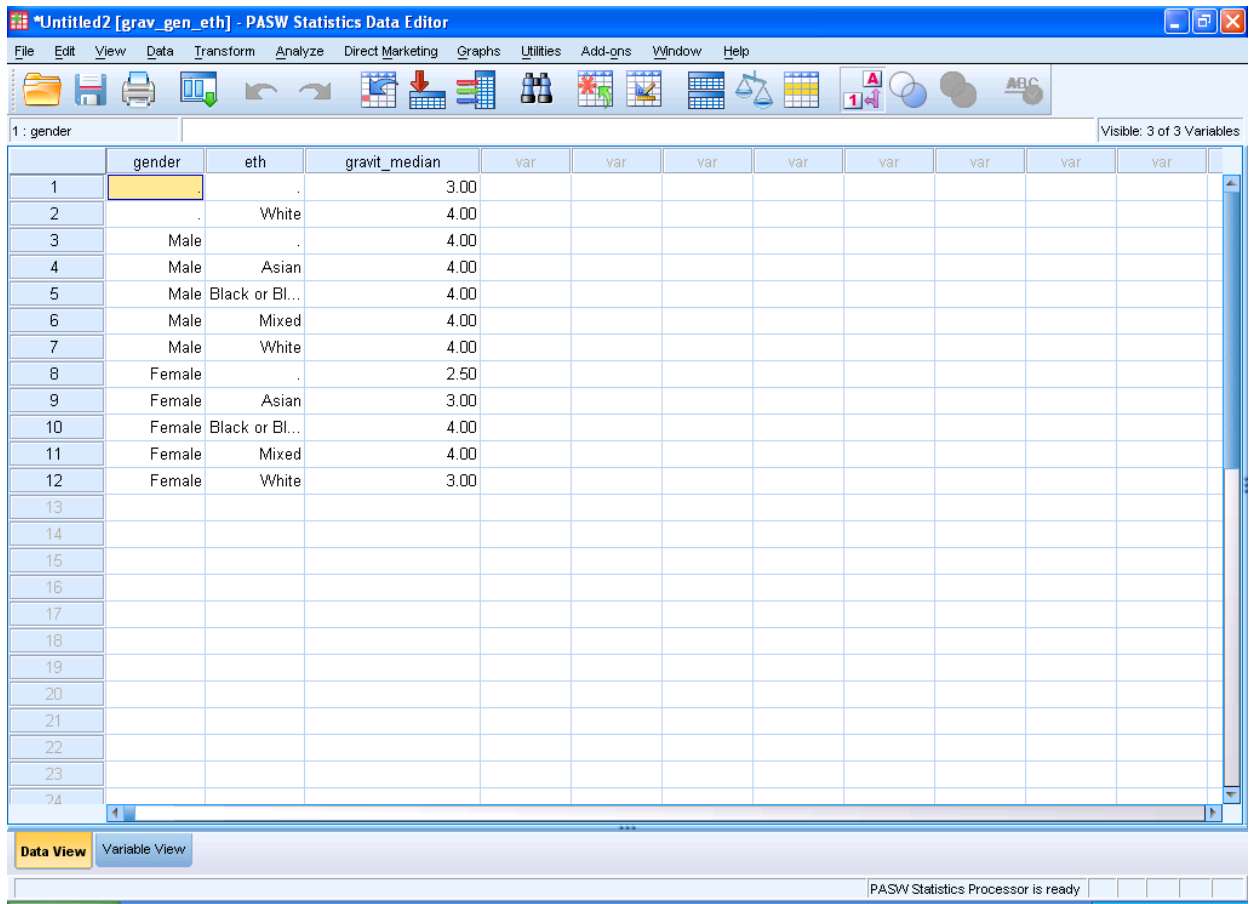 *Untitled2 [grav_gen_eth] - PASW Statistics Data Editor
File Edit View Data Transform Analyze Direct Marketing Graphs Utilities Add-ons Window Help
A
1
ABC
1 : gender Visible: 3 of 3 Variables
gender eth gravit_median var var var var var var var var
1 . . 3.00
2 . White 4.00
3 Male . 4.00
4 Male Asian 4.00
5 Male Black or Bl... 4.00
6 Male Mixed 4.00
7 Male White 4.00
8 Female . 2.50
9 Female Asian 3.00
10 Female Black or Bl... 4.00
11 Female Mixed 4.00
12 Female White 3.00
13
14
15
16
17
18
19
20
21
22
23
24
Data View Variable View
PASW Statistics Processor is ready